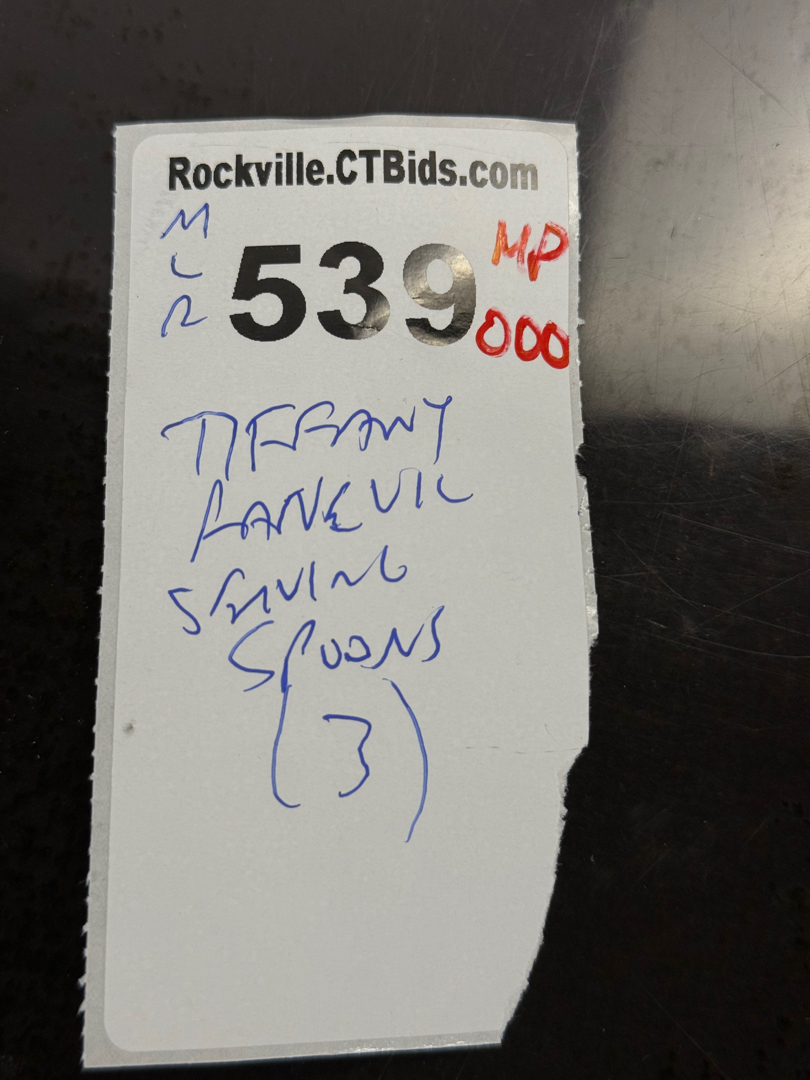 Rockville.CTBids.com
M
L
R
539
MP
000
TIFFANY
FANEUIL
SERVING
SPOONS
(3)